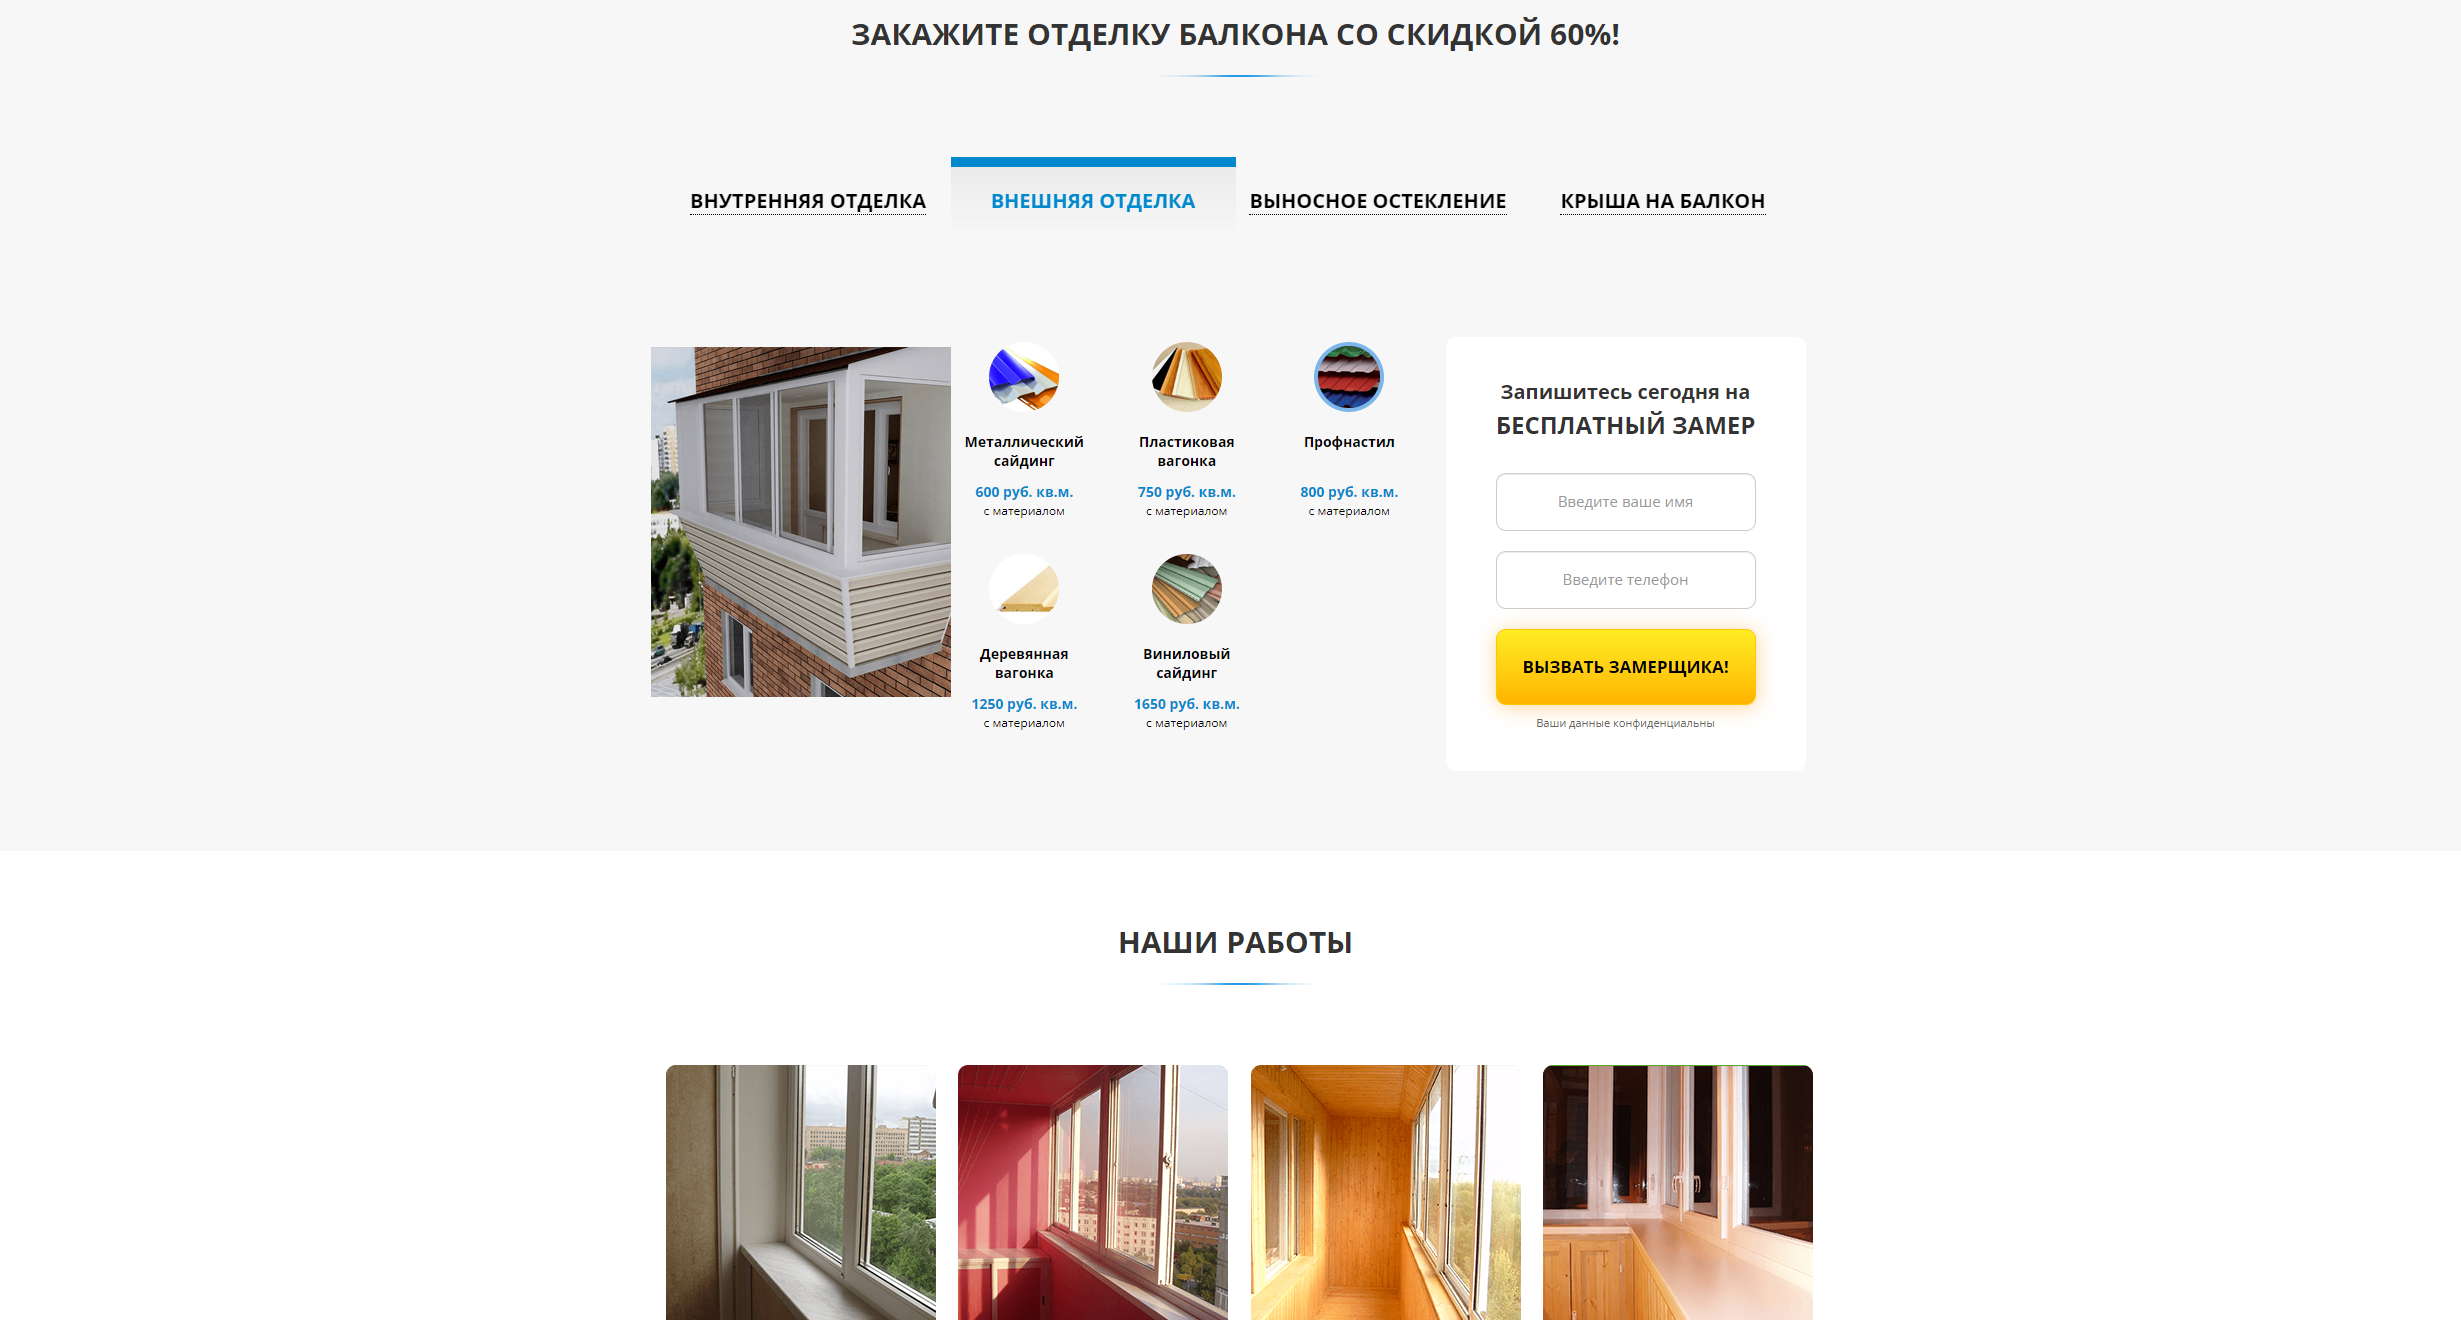 ЗАКАЖИТЕ ОТДЕЛКУ БАЛКОНА СО СКИДКОЙ 60%!
ВНУТРЕННЯЯ ОТДЕЛКА
ВНЕШНЯЯ ОТДЕЛКА
ВЫНОСНОЕ ОСТЕКЛЕНИЕ
КРЫША НА БАЛКОН
Металлический
сайдинг
600 руб. кв.м.
с материалом
Пластиковая
вагонка
750 руб. кв.м.
с материалом
Профнастил
800 руб. кв.м.
с материалом
Деревянная
вагонка
1250 руб. кв.м.
с материалом
Виниловый
сайдинг
1650 руб. кв.м.
с материалом
Запишитесь сегодня на
БЕСПЛАТНЫЙ ЗАМЕР
Введите ваше имя
Введите телефон
ВЫЗВАТЬ ЗАМЕРЩИКА!
Ваши данные конфиденциальны
НАШИ РАБОТЫ